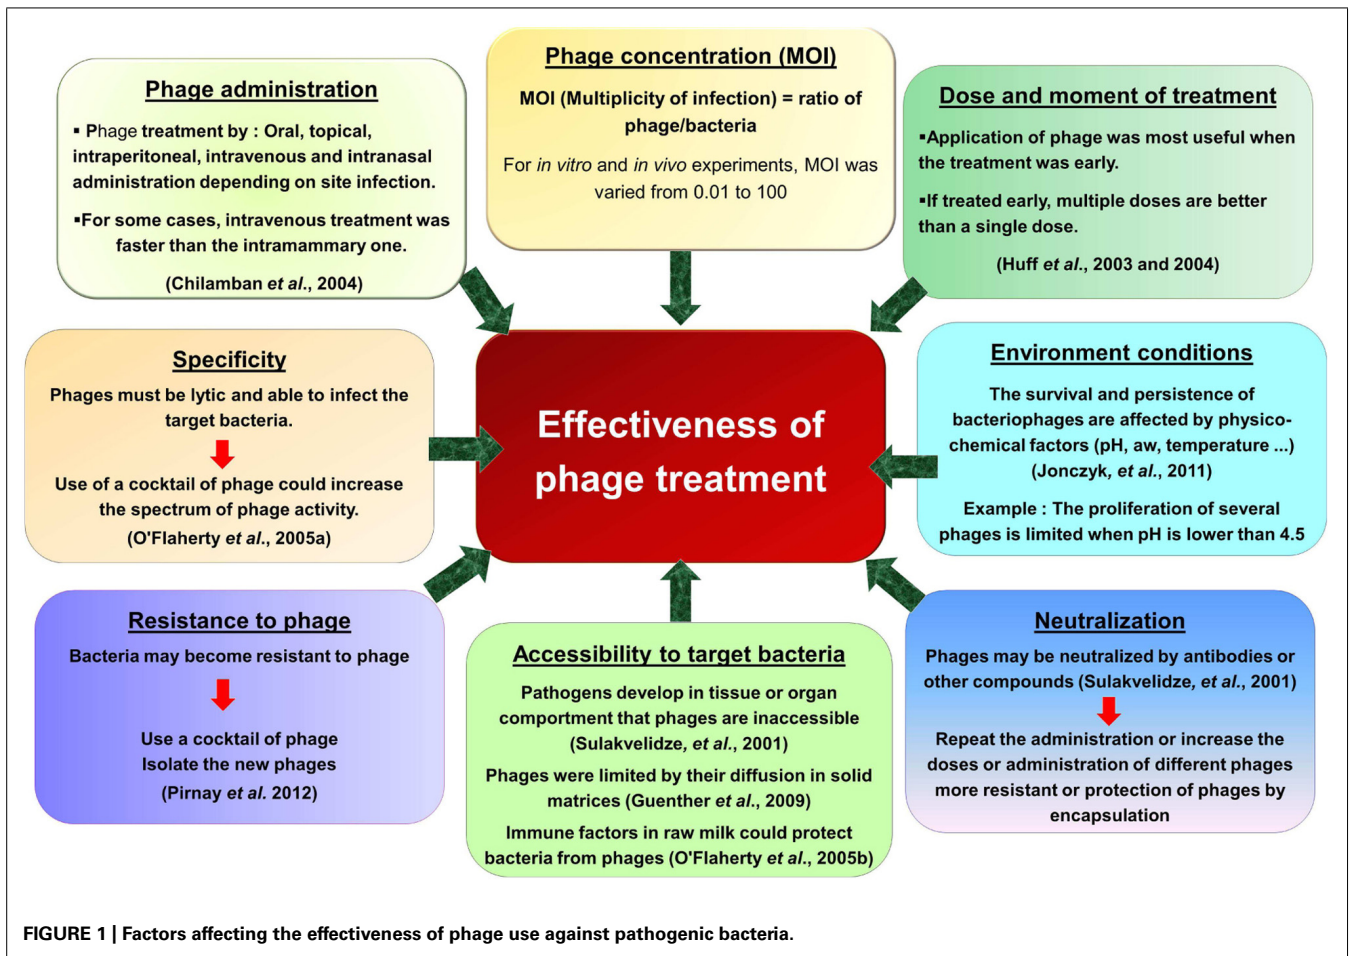 Phage administration
▪ Phage treatment by : Oral, topical,
intraperitoneal, intravenous and intranasal
administration depending on site infection.
▪For some cases, intravenous treatment was
faster than the intramammary one.
(Chilamban et al., 2004)
Phage concentration (MOI)
MOI (Multiplicity of infection) = ratio of
phage/bacteria
For in vitro and in vivo experiments, MOI was
varied from 0.01 to 100
Dose and moment of treatment
▪Application of phage was most useful when
the treatment was early.
▪If treated early, multiple doses are better
than a single dose.
(Huff et al., 2003 and 2004)
Specificity
Phages must be lytic and able to infect the
target bacteria.
Use of a cocktail of phage could increase
the spectrum of phage activity.
(O'Flaherty et al., 2005a)
Effectiveness of
phage treatment
Environment conditions
The survival and persistence of
bacteriophages are affected by physico-
chemical factors (pH, aw, temperature ...)
(Jonczyk, et al., 2011)
Example : The proliferation of several
phages is limited when pH is lower than 4.5
Resistance to phage
Bacteria may become resistant to phage
Use a cocktail of phage
Isolate the new phages
(Pirnay et al. 2012)
Accessibility to target bacteria
Pathogens develop in tissue or organ
comportment that phages are inaccessible
(Sulakvelidze, et al., 2001)
Phages were limited by their diffusion in solid
matrices (Guenther et al., 2009)
Immune factors in raw milk could protect
bacteria from phages (O'Flaherty et al., 2005b)
Neutralization
Phages may be neutralized by antibodies or
other compounds (Sulakvelidze, et al., 2001)
Repeat the administration or increase the
doses or administration of different phages
more resistant or protection of phages by
encapsulation
FIGURE 1 | Factors affecting the effectiveness of phage use against pathogenic bacteria.